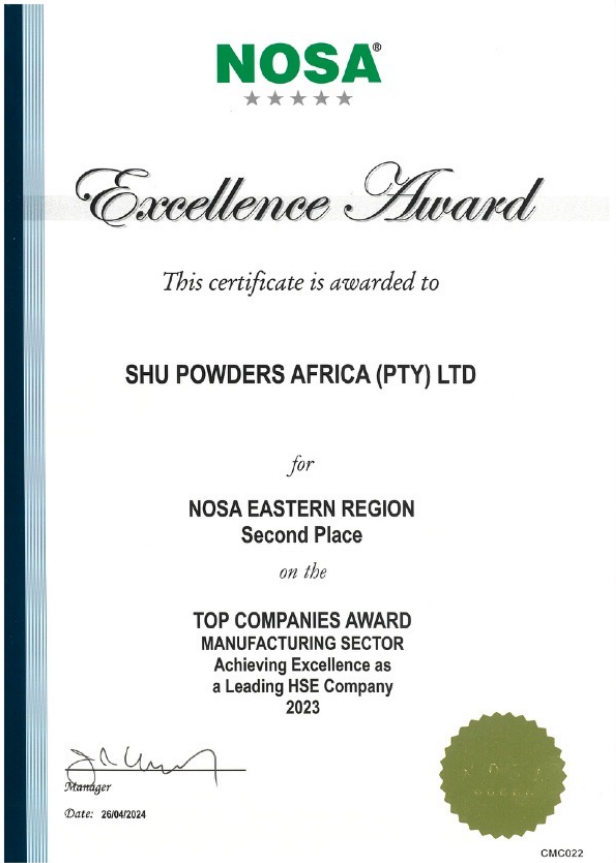 NOSA®
Excellence Award
This certificate is awarded to
SHU POWDERS AFRICA (PTY) LTD
for
NOSA EASTERN REGION
Second Place
on the
TOP COMPANIES AWARD
MANUFACTURING SECTOR
Achieving Excellence as
a Leading HSE Company
2023
Manager
Date: 26/04/2024
CMC022